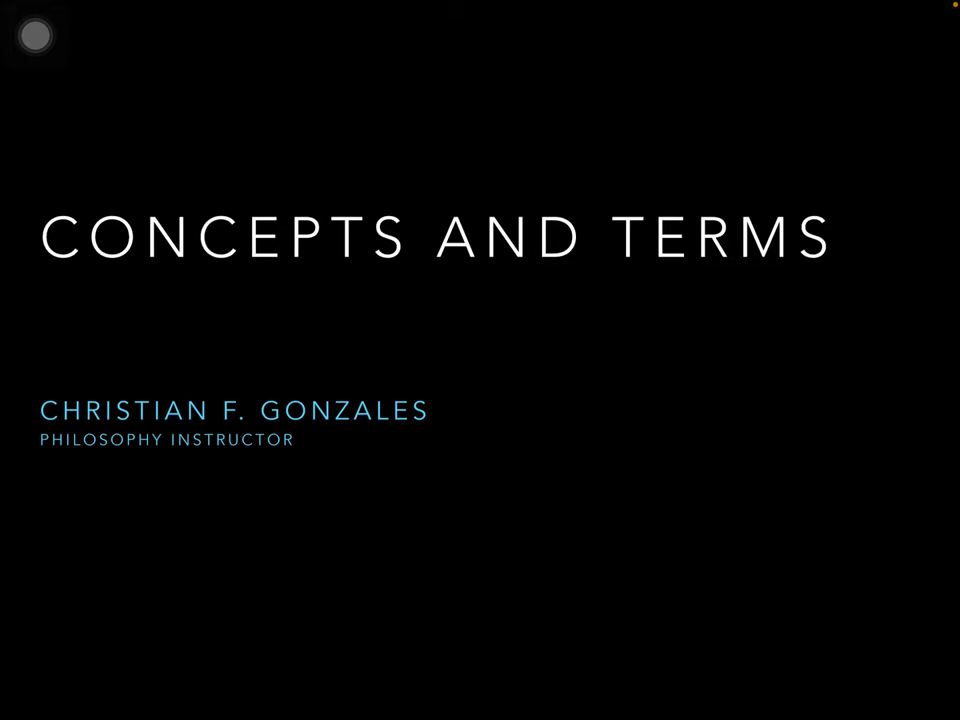 CONCEPTS AND TERMS
CHRISTIAN F. GONZALES
PHILOSOPHY INSTRUCTOR